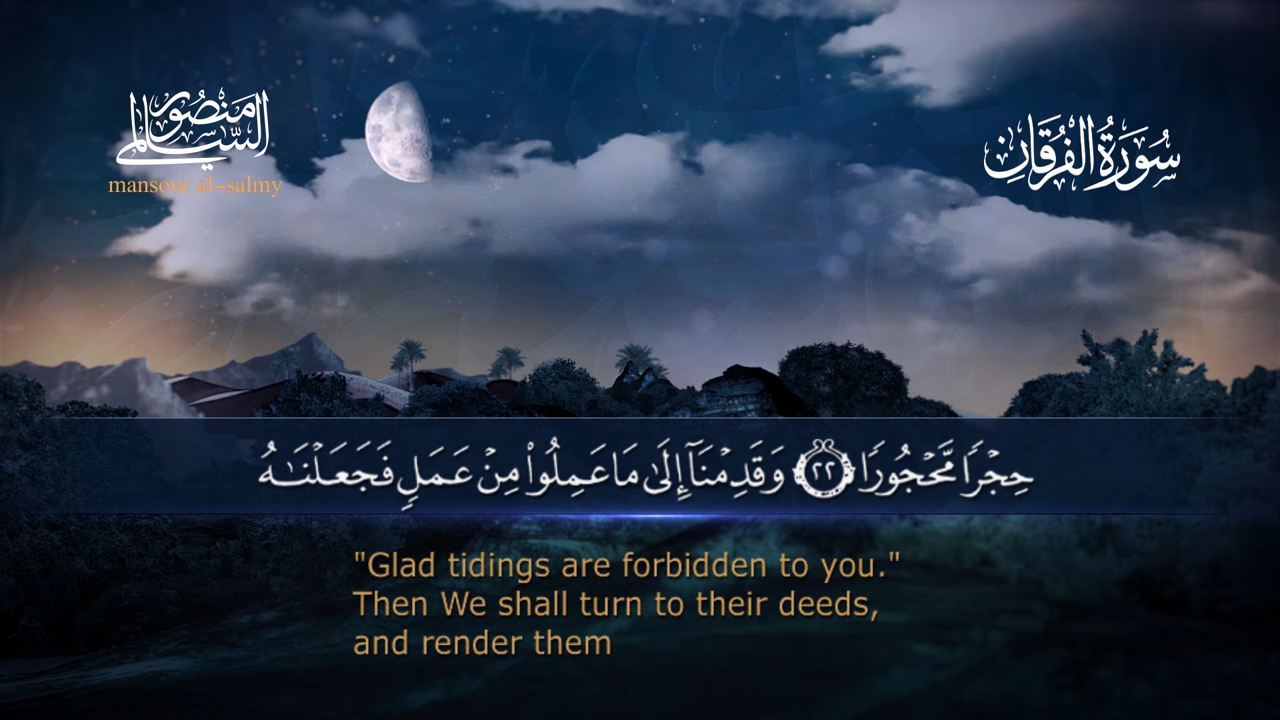 منصور
السالمي
mansour al-salmy
سُورَةُ الفُرْقَانِ
حِجْرًا مَّحْجُورًا ٢٢ وَقَدِمْنَآ إِلَىٰ مَا عَمِلُوا۟ مِنْ عَمَلٍ فَجَعَلْنَـٰهُ
"Glad tidings are forbidden to you."
Then We shall turn to their deeds,
and render them